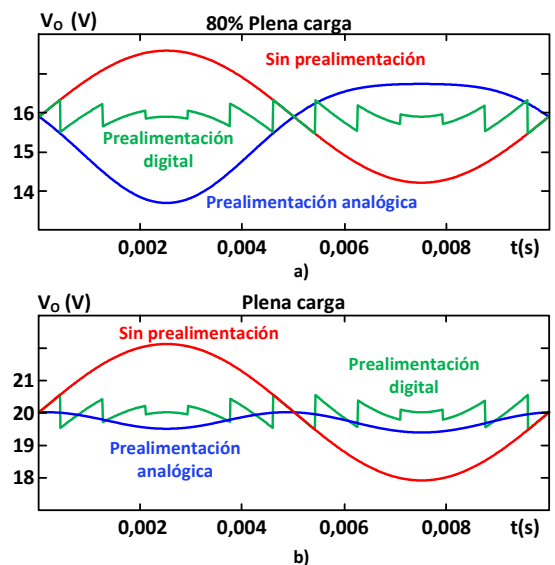 V_O (V)
80% Plena carga
Sin prealimentación
16
15
14
Prealimentación
digital
Prealimentación analógica
0,002
0,004
0,006
0,008
t(s)
a)
V_O (V)
Plena carga
Sin prealimentación
Prealimentación
digital
21
20
19
18
Prealimentación
analógica
0,002
0,004
0,006
0,008
t(s)
b)